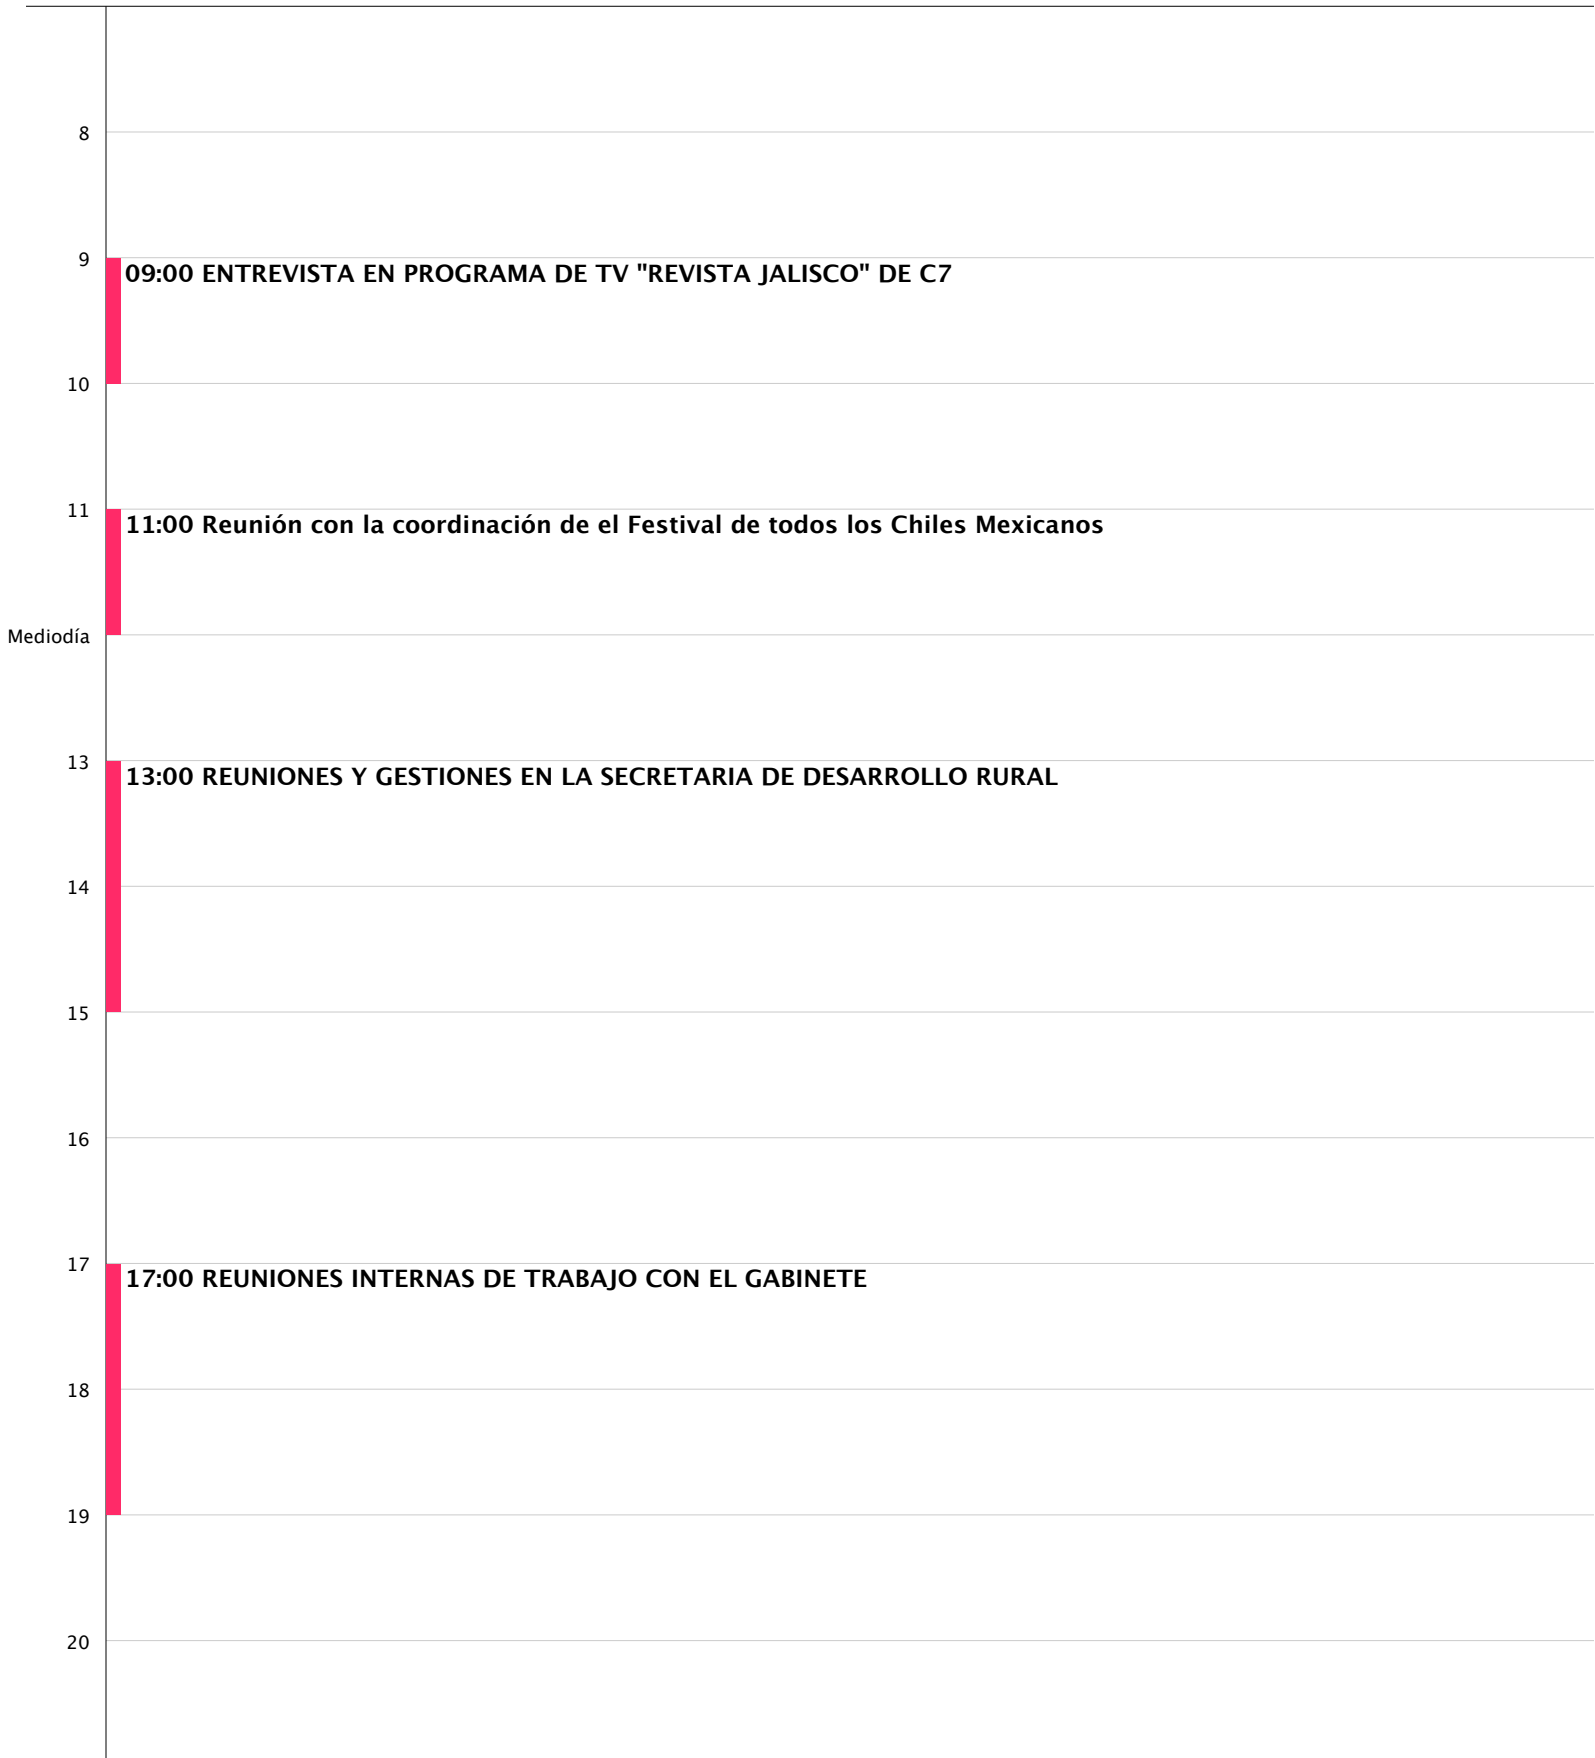 8
9
09:00 ENTREVISTA EN PROGRAMA DE TV "REVISTA JALISCO" DE C7
10
11
11:00 Reunión con la coordinación de el Festival de todos los Chiles Mexicanos
Mediodía
13
13:00 REUNIONES Y GESTIONES EN LA SECRETARIA DE DESARROLLO RURAL
14
15
16
17
17:00 REUNIONES INTERNAS DE TRABAJO CON EL GABINETE
18
19
20